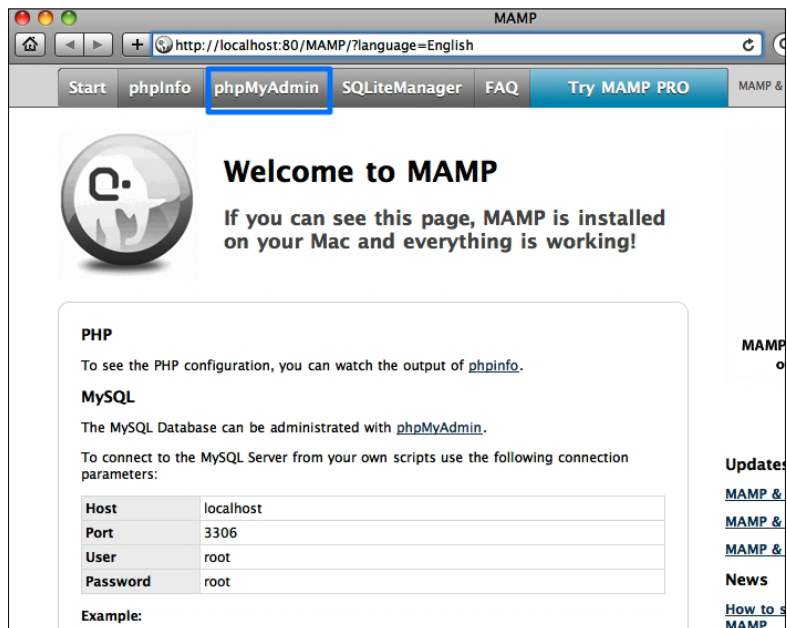 MAMP
http://localhost:80/MAMP/?language=English
Start phpInfo phpMyAdmin SQLiteManager FAQ Try MAMP PRO MAMP &
Welcome to MAMP
If you can see this page, MAMP is installed
on your Mac and everything is working!
PHP
To see the PHP configuration, you can watch the output of phpinfo.
MySQL
The MySQL Database can be administrated with phpMyAdmin.
To connect to the MySQL Server from your own scripts use the following connection
parameters:
Host localhost
Port 3306
User root
Password root
Example:
MAMP
o
Updates
MAMP &
MAMP &
MAMP &
News
How to s
MAMP